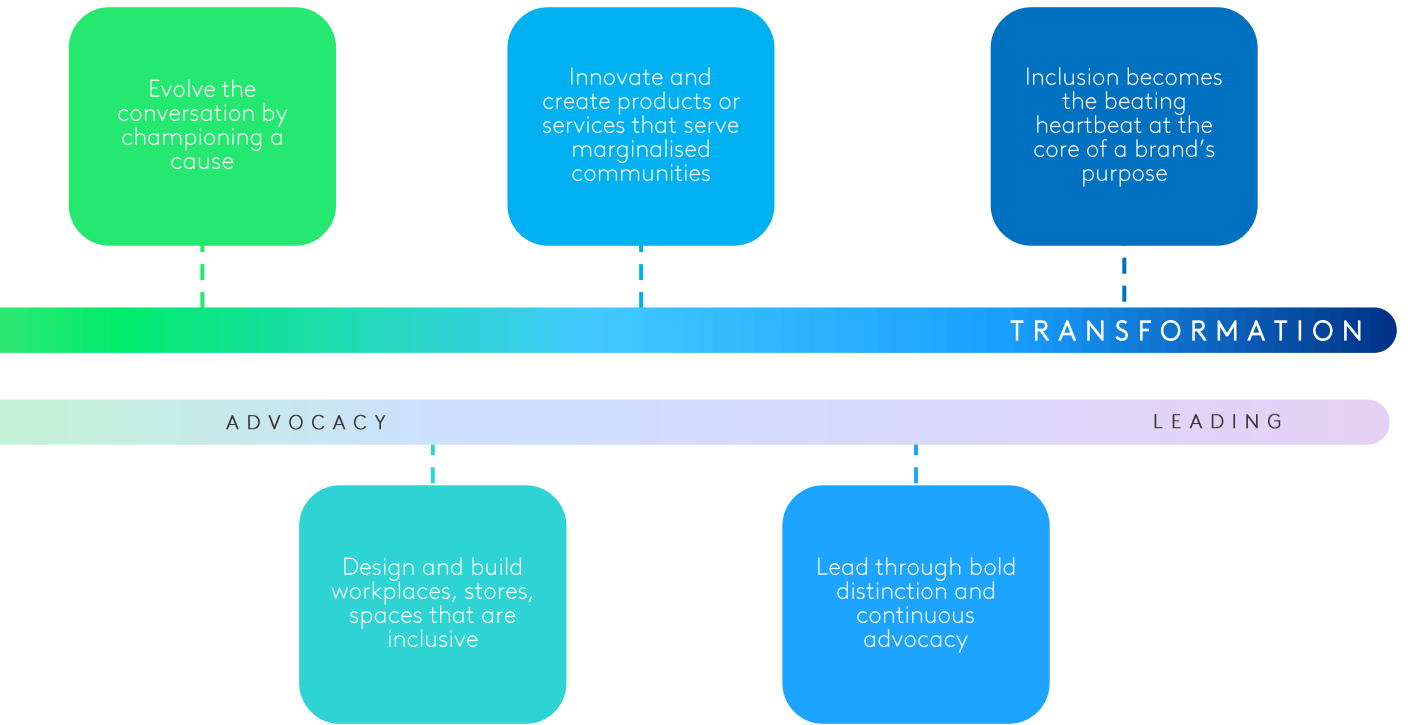 Evolve the
conversation by
championing a
cause
Innovate and
create products or
services that serve
marginalised
communities
Inclusion becomes
the beating
heartbeat at the
core of a brand's
purpose
TRANSFORMATION
ADVOCACY
LEADING
Design and build
workplaces, stores,
spaces that are
inclusive
Lead through bold
distinction and
continuous
advocacy